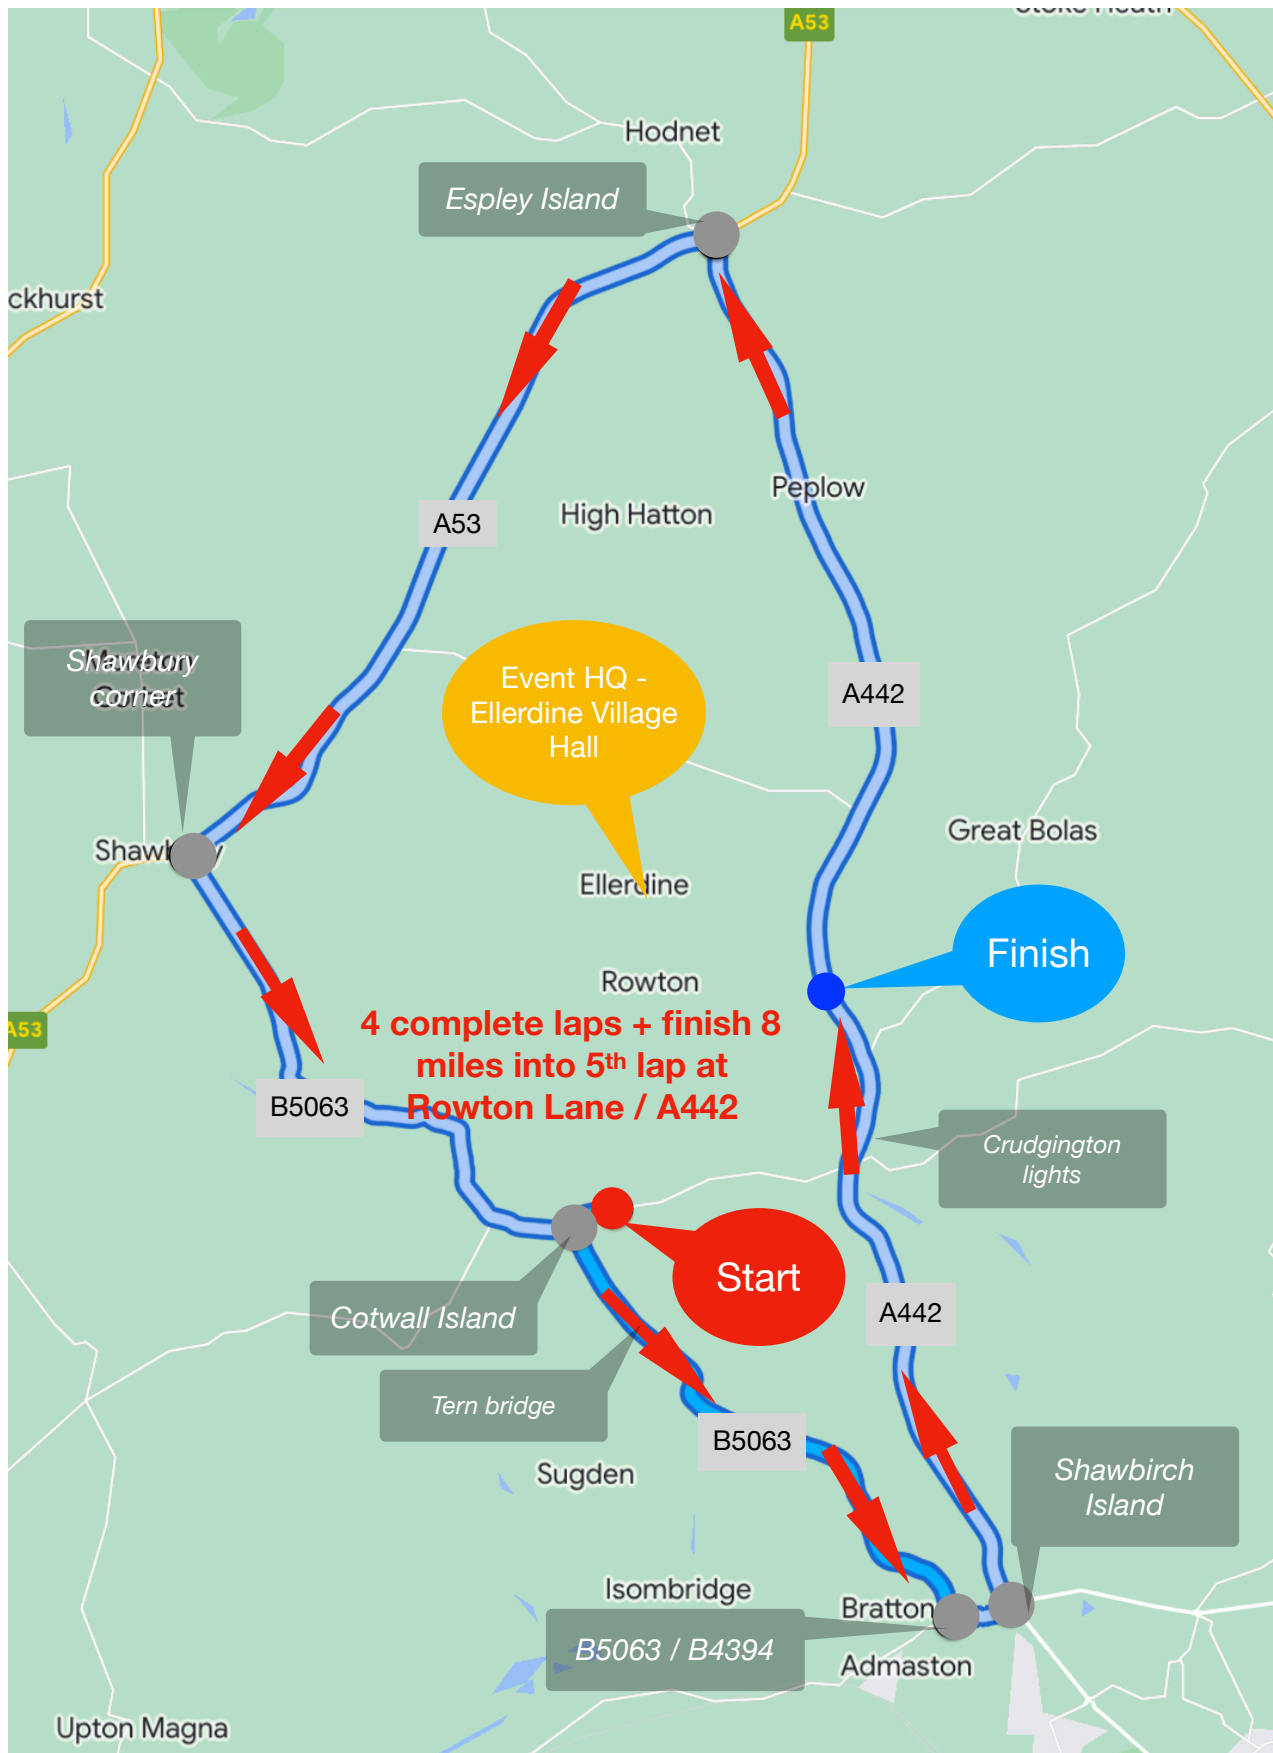 Stoke Heath
A53
Hodnet
Espley Island
ckhurst
Peplow
High Hatton
A53
Shawbury
corner
Event HQ -
Ellerdine Village
Hall
A442
Great Bolas
Ellerdine
Finish
Rowton
4 complete laps + finish 8
miles into 5th lap at
Rowton Lane / A442
A53
B5063
Crudgington
lights
Start
Cotwall Island
A442
Tern bridge
B5063
Sugden
Shawbirch
Island
Isombridge
Bratton
B5063 / B4394
Admaston
Upton Magna